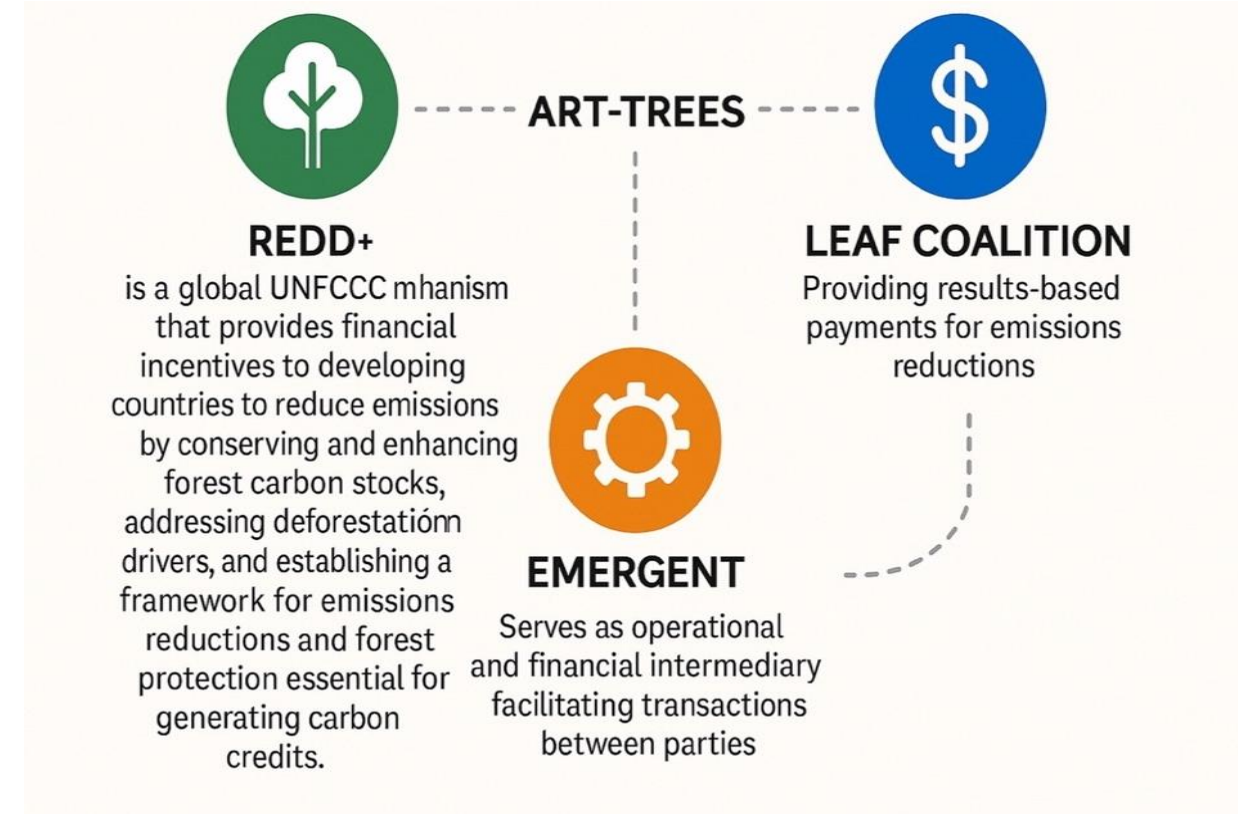 ART-TREES
REDD+
is a global UNFCCC mhanism
that provides financial
incentives to developing
countries to reduce emissions
by conserving and enhancing
forest carbon stocks,
addressing deforestatiónn
drivers, and establishing a
framework for emissions
reductions and forest
protection essential for
generating carbon
credits.
LEAF COALITION
Providing results-based
payments for emissions
reductions
EMERGENT
Serves as operational
and financial intermediary
facilitating transactions
between parties